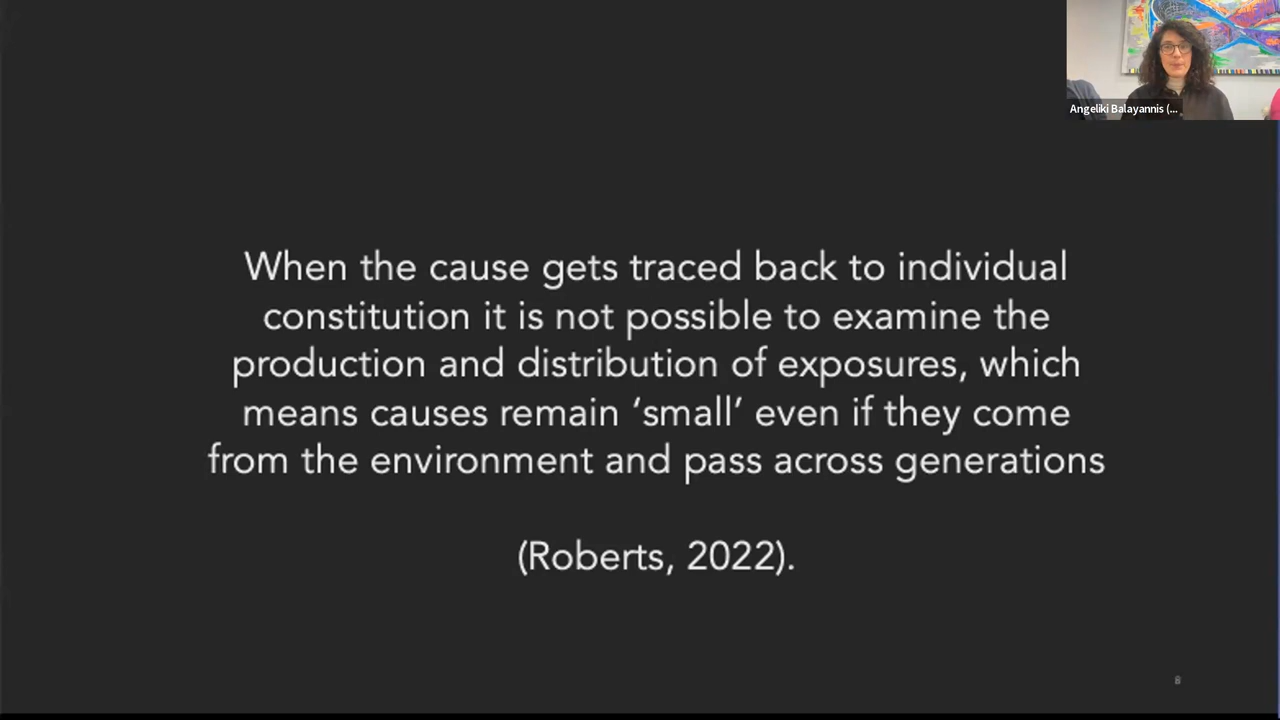 Angeliki Balayannis (...
When the cause gets traced back to individual
constitution it is not possible to examine the
production and distribution of exposures, which
means causes remain ‘small’ even if they come
from the environment and pass across generations
(Roberts, 2022).
8